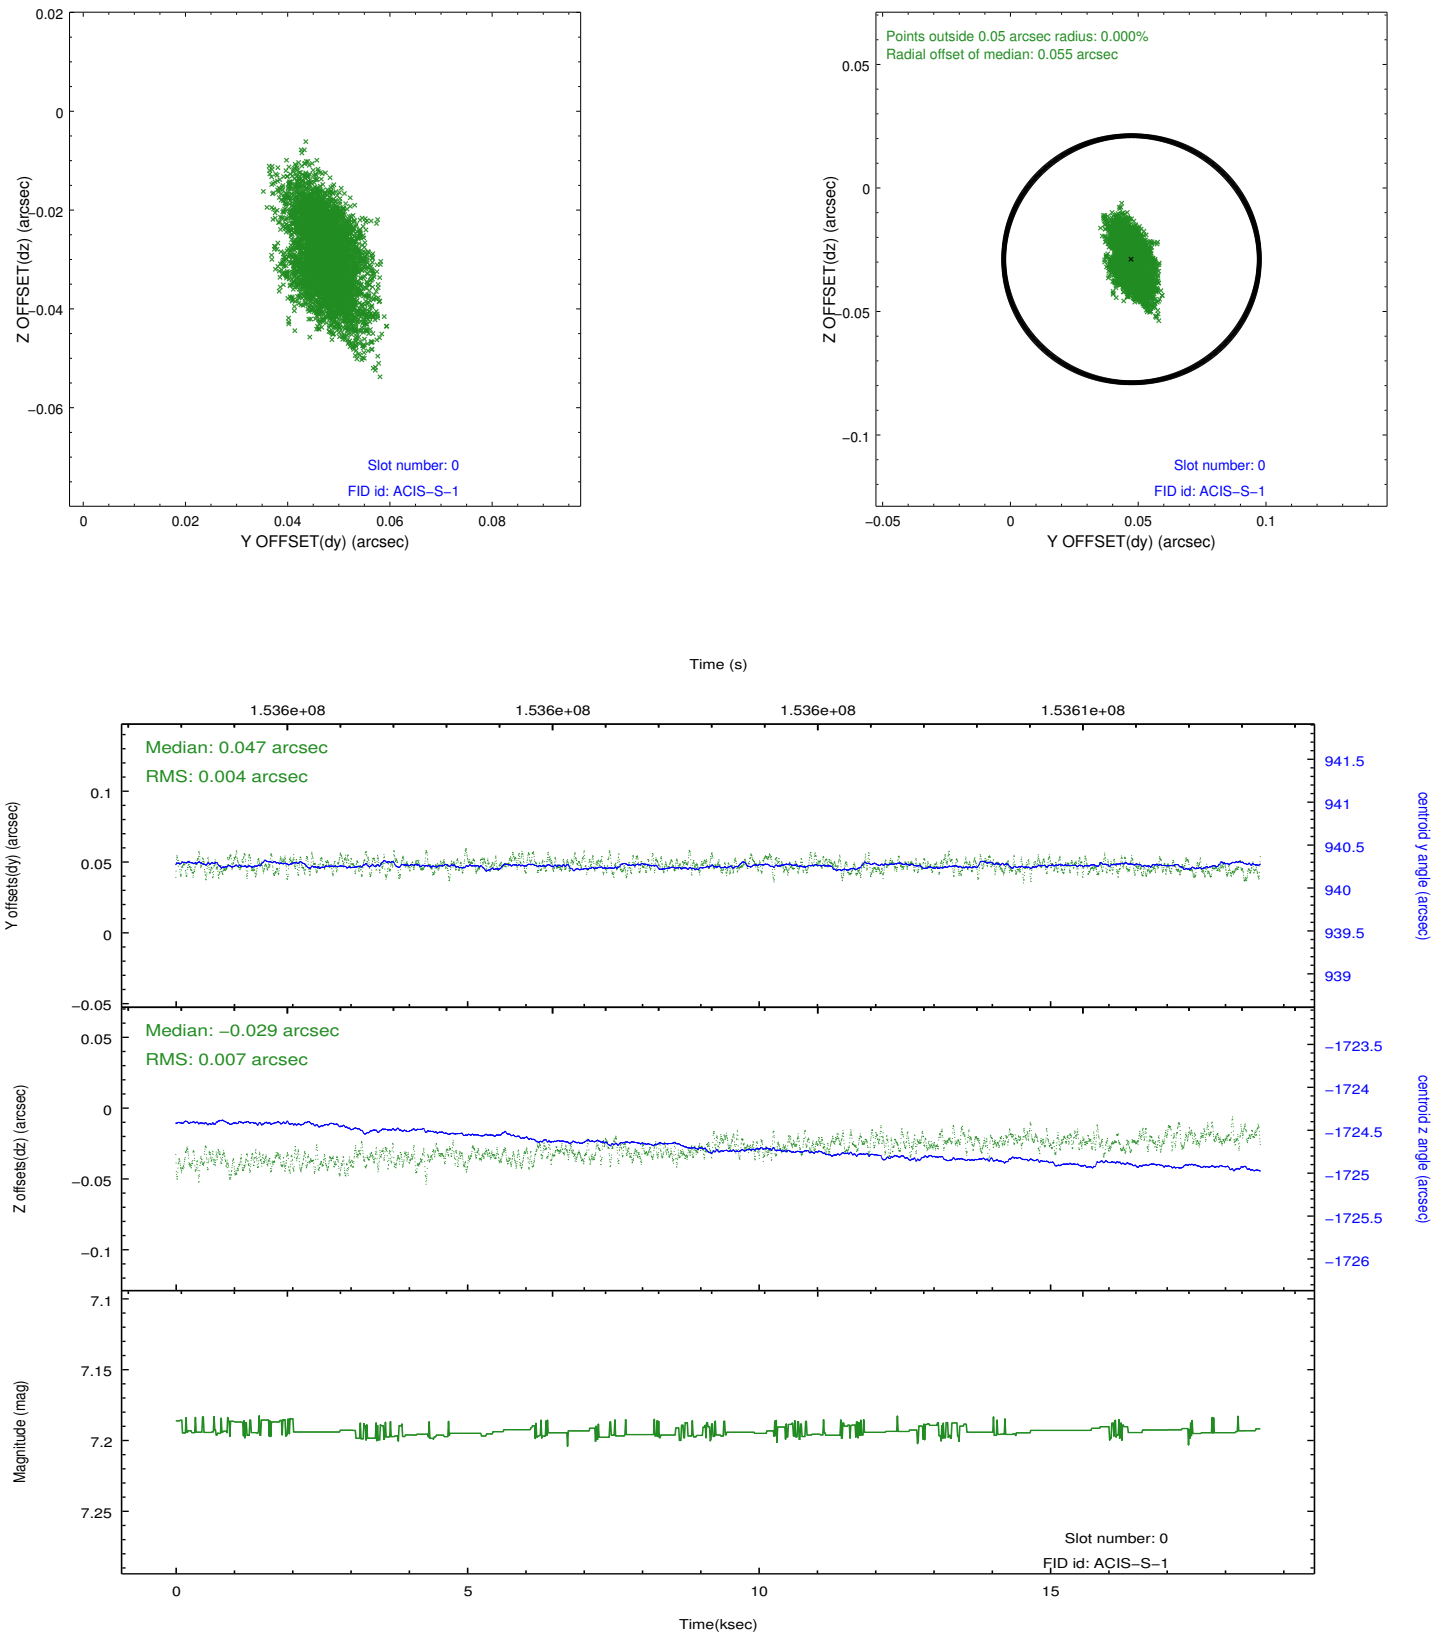 0.02
0
−0.02
−0.04
−0.06
Z OFFSET(dz) (arcsec)
Slot number: 0
FID id: ACIS−S−1
0
0.02
0.04
0.06
0.08
Y OFFSET(dy) (arcsec)
Points outside 0.05 arcsec radius: 0.000%
Radial offset of median: 0.055 arcsec
0.05
0
−0.05
−0.1
Z OFFSET(dz) (arcsec)
Slot number: 0
FID id: ACIS−S−1
−0.05
0
0.05
0.1
Y OFFSET(dy) (arcsec)
Time (s)
1.536e+08
1.536e+08
1.536e+08
1.5361e+08
Median: 0.047 arcsec
RMS: 0.004 arcsec
0.1
0.05
0
−0.05
Y offsets(dy) (arcsec)
941.5
941
940.5
940
939.5
939
centroid y angle (arcsec)
Median: −0.029 arcsec
RMS: 0.007 arcsec
0.05
0
−0.05
−0.1
Z offsets(dz) (arcsec)
−1723.5
−1724
−1724.5
−1725
−1725.5
−1726
centroid z angle (arcsec)
7.1
7.15
7.2
7.25
Magnitude (mag)
Slot number: 0
FID id: ACIS−S−1
0
5
10
15
Time(ksec)